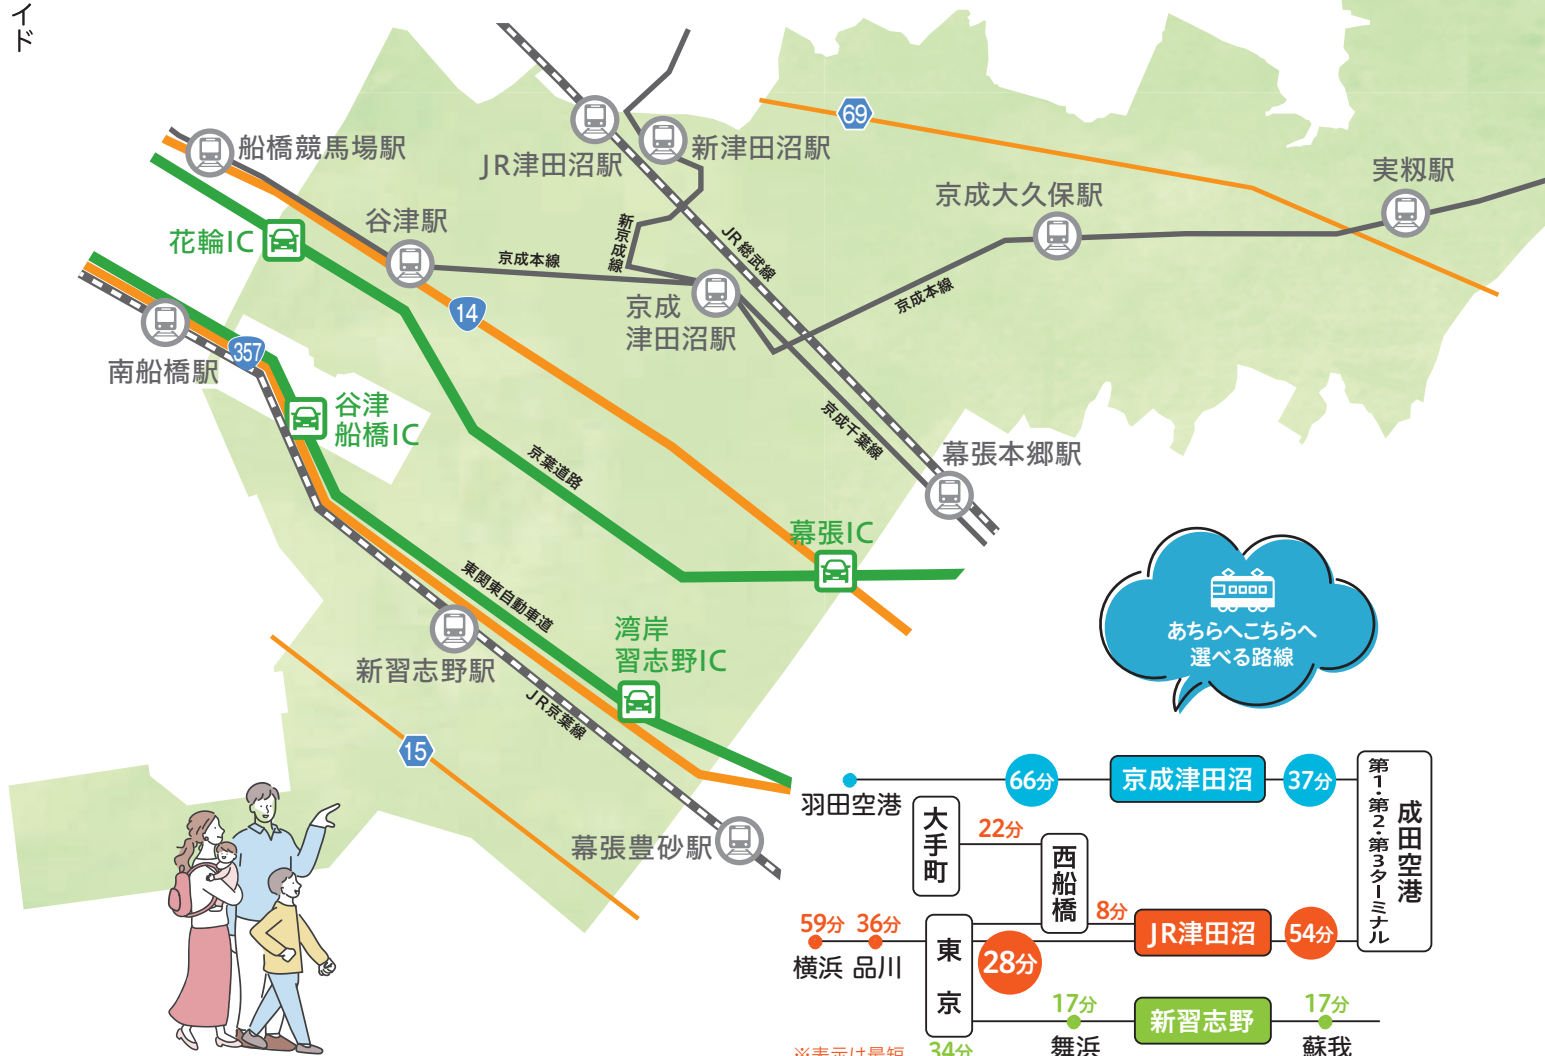 イド
69
船橋競馬場駅
JR津田沼駅
新津田沼駅
実籾駅
京成大久保駅
谷津駅
花輪IC
新京成線
JR総武線
京成本線
14
京成
津田沼駅
京成本線
南船橋駅
357
谷津
船橋IC
京成千葉線
幕張本郷駅
京葉道路
幕張IC
東関東自動車道
湾岸
習志野IC
新習志野駅
JR京葉線
15
幕張豊砂駅
あちらへこちらへ
選べる路線
羽田空港
66分
京成津田沼
37分
第1・第2・第3ターミナル
成田空港
大手町
22分
西船橋
8分
59分
36分
横浜
品川
東京
28分
JR津田沼
54分
17分
舞浜
新習志野
17分
蘇我
※表示は最短
34分